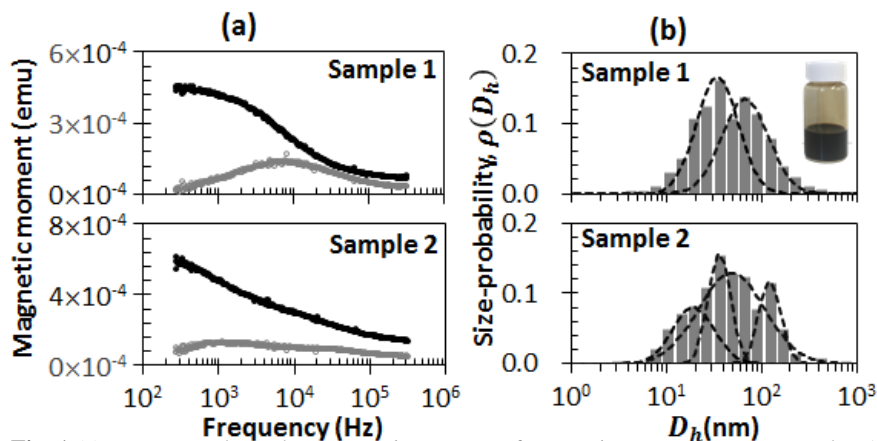 (a)
(b)
Magnetic moment (emu)
6×10⁻⁴
3×10⁻⁴
0×10⁻⁴
Sample 1
8×10⁻⁴
4×10⁻⁴
0×10⁻⁴
Sample 2
10² 10³ 10⁴ 10⁵ 10⁶
Frequency (Hz)
Size-probability, ρ(Dₕ)
0.2
0.1
0.0
Sample 1
0.2
0.1
0.0
Sample 2
10⁰ 10¹ 10² 10³
Dₕ(nm)